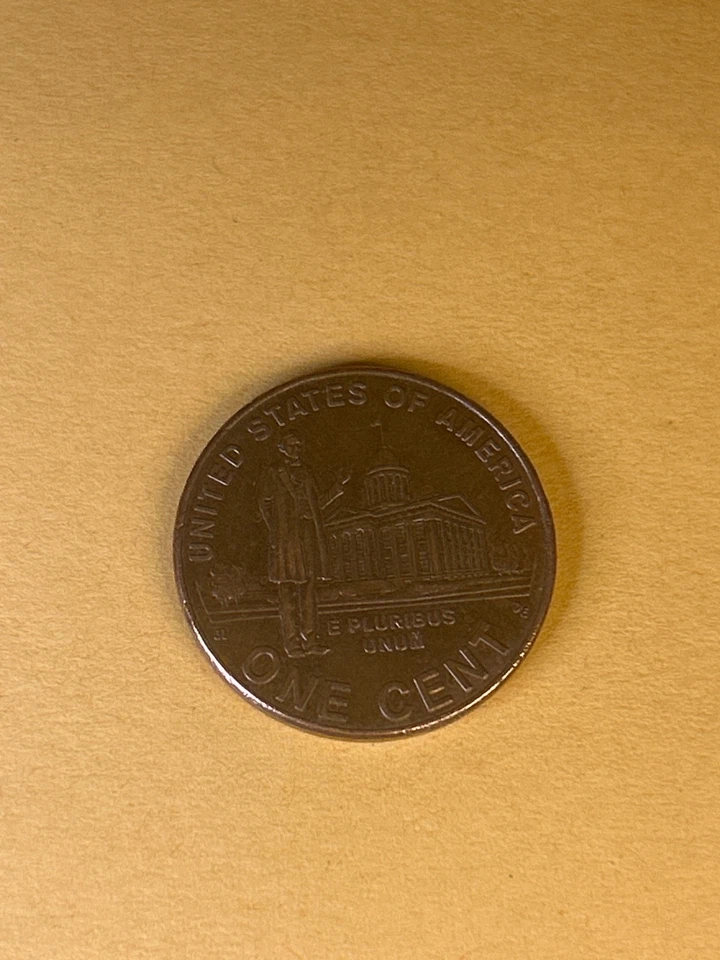 UNITED STATES OF AMERICA
E PLURIBUS
UNUM
ONE CENT